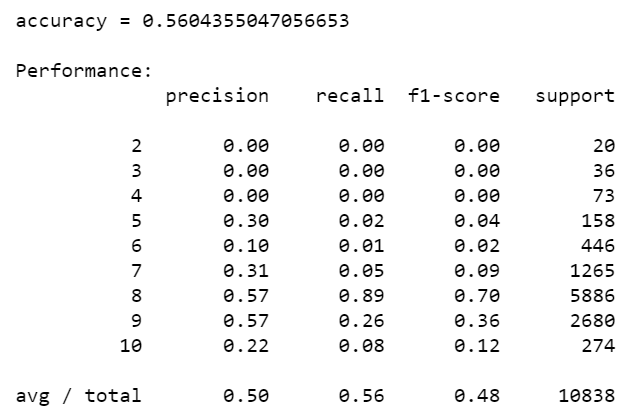 accuracy = 0.5604355047056653
Performance:
precision recall f1-score support
2 0.00 0.00 0.00 20
3 0.00 0.00 0.00 36
4 0.00 0.00 0.00 73
5 0.30 0.02 0.04 158
6 0.10 0.01 0.02 446
7 0.31 0.05 0.09 1265
8 0.57 0.89 0.70 5886
9 0.57 0.26 0.36 2680
10 0.22 0.08 0.12 274
avg / total 0.50 0.56 0.48 10838